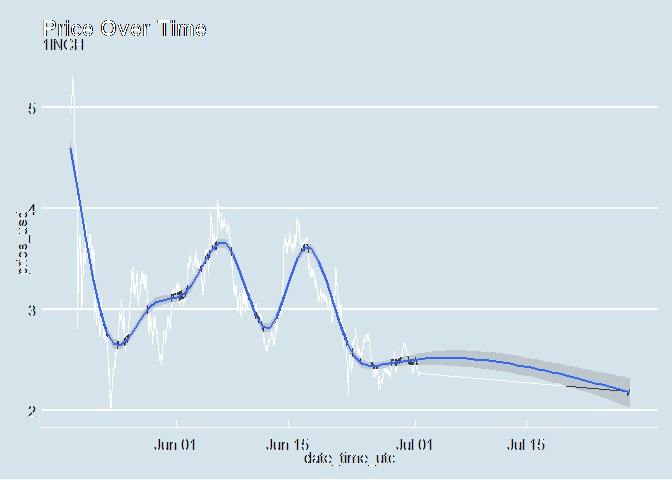 Price Over Time
1INCH
5
4
3
2
price_usd
Jun 01
Jun 15
Jul 01
Jul 15
date_time_utc